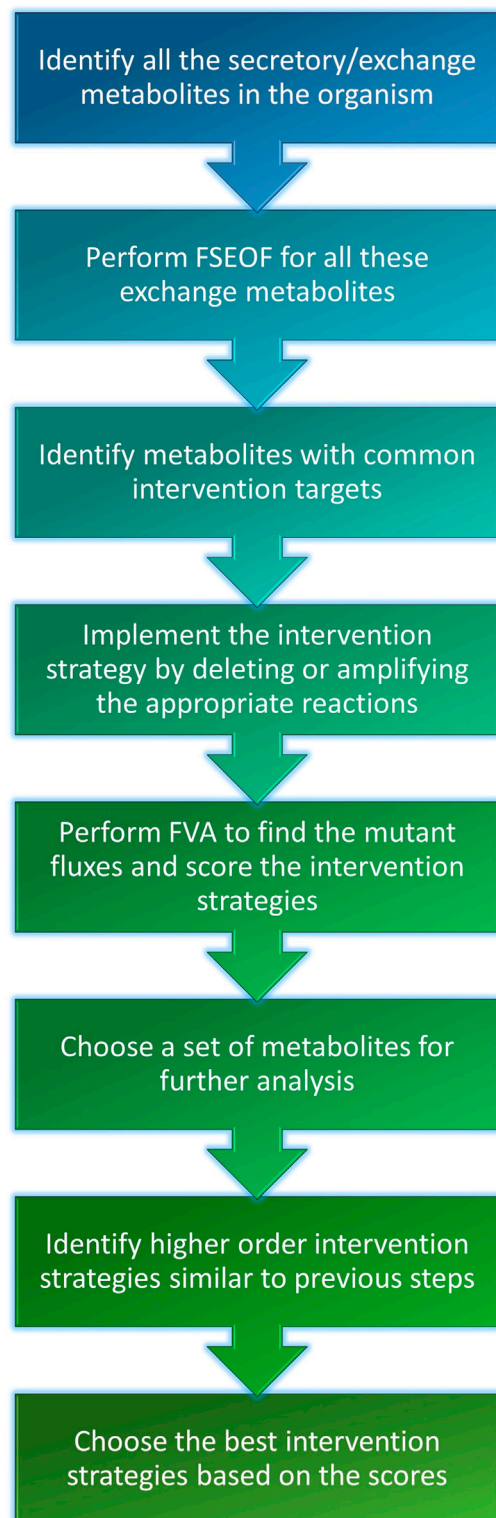 Identify all the secretory/exchange
metabolites in the organism
Perform FSEOF for all these
exchange metabolites
Identify metabolites with common
intervention targets
Implement the intervention
strategy by deleting or amplifying
the appropriate reactions
Perform FVA to find the mutant
fluxes and score the intervention
strategies
Choose a set of metabolites for
further analysis
Identify higher order intervention
strategies similar to previous steps
Choose the best intervention
strategies based on the scores